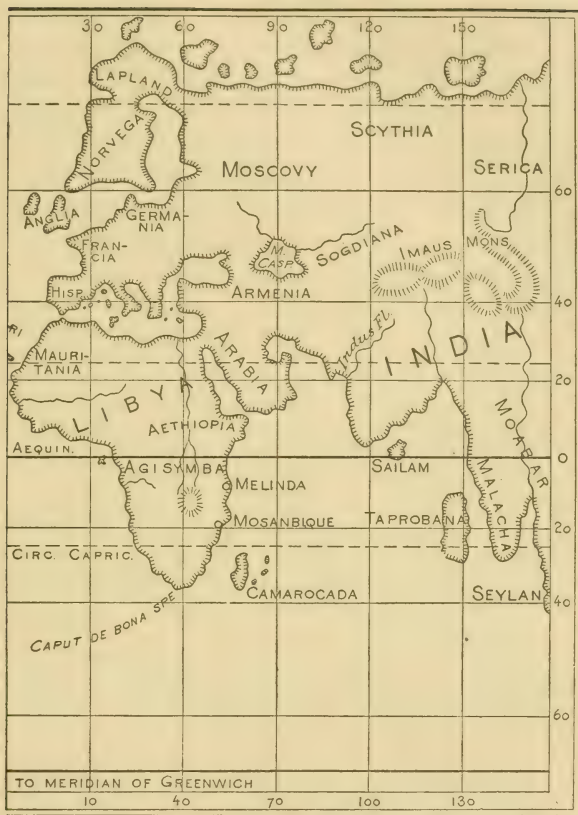 30 60 90 120 150
LAPLAND
NORVEGA
SCYTHIA
MOSCOVY
SERICA
60
ANGLIA
GERMA-
NIA
FRAN-
CIA
M.
CASP
SOGDIANA
IMAUS MONS
HISP.
ARMENIA
40
RI
MAURI-
TANIA
ARABIA
Indus Fl.
INDIA
20
LIBYA
AETHIOPIA
MOABAR
AEQUIN.
0
AGISYMBA
SAILAM
MALACHA
MELINDA
MOSANBIQUE
TAPROBANA
20
CIRC. CAPRIC.
CAMAROCADA
SEYLAN
40
CAPUT DE BONA SPE
60
TO MERIDIAN OF GREENWICH
10 40 70 100 130